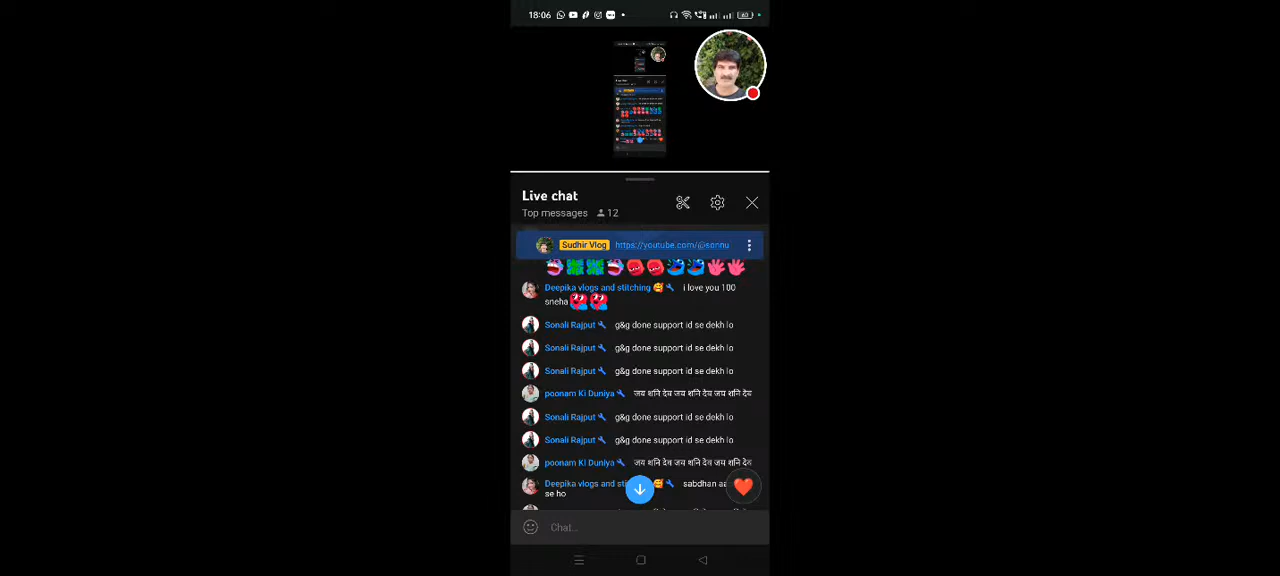 18:06
Live chat
Top messages 12
Sudhir Vlog https://youtube.com/@sonnu
Deepika vlogs and stitching i love you 100
sneha
Sonali Rajput g&g done support id se dekh lo
Sonali Rajput g&g done support id se dekh lo
Sonali Rajput g&g done support id se dekh lo
poonam Ki Duniya जय शनि देव जय शनि देव जय शनि देव
Sonali Rajput g&g done support id se dekh lo
Sonali Rajput g&g done support id se dekh lo
poonam Ki Duniya जय शनि देव जय शनि देव जय शनि देव
Deepika vlogs and sabdhan
se ho
Chat...